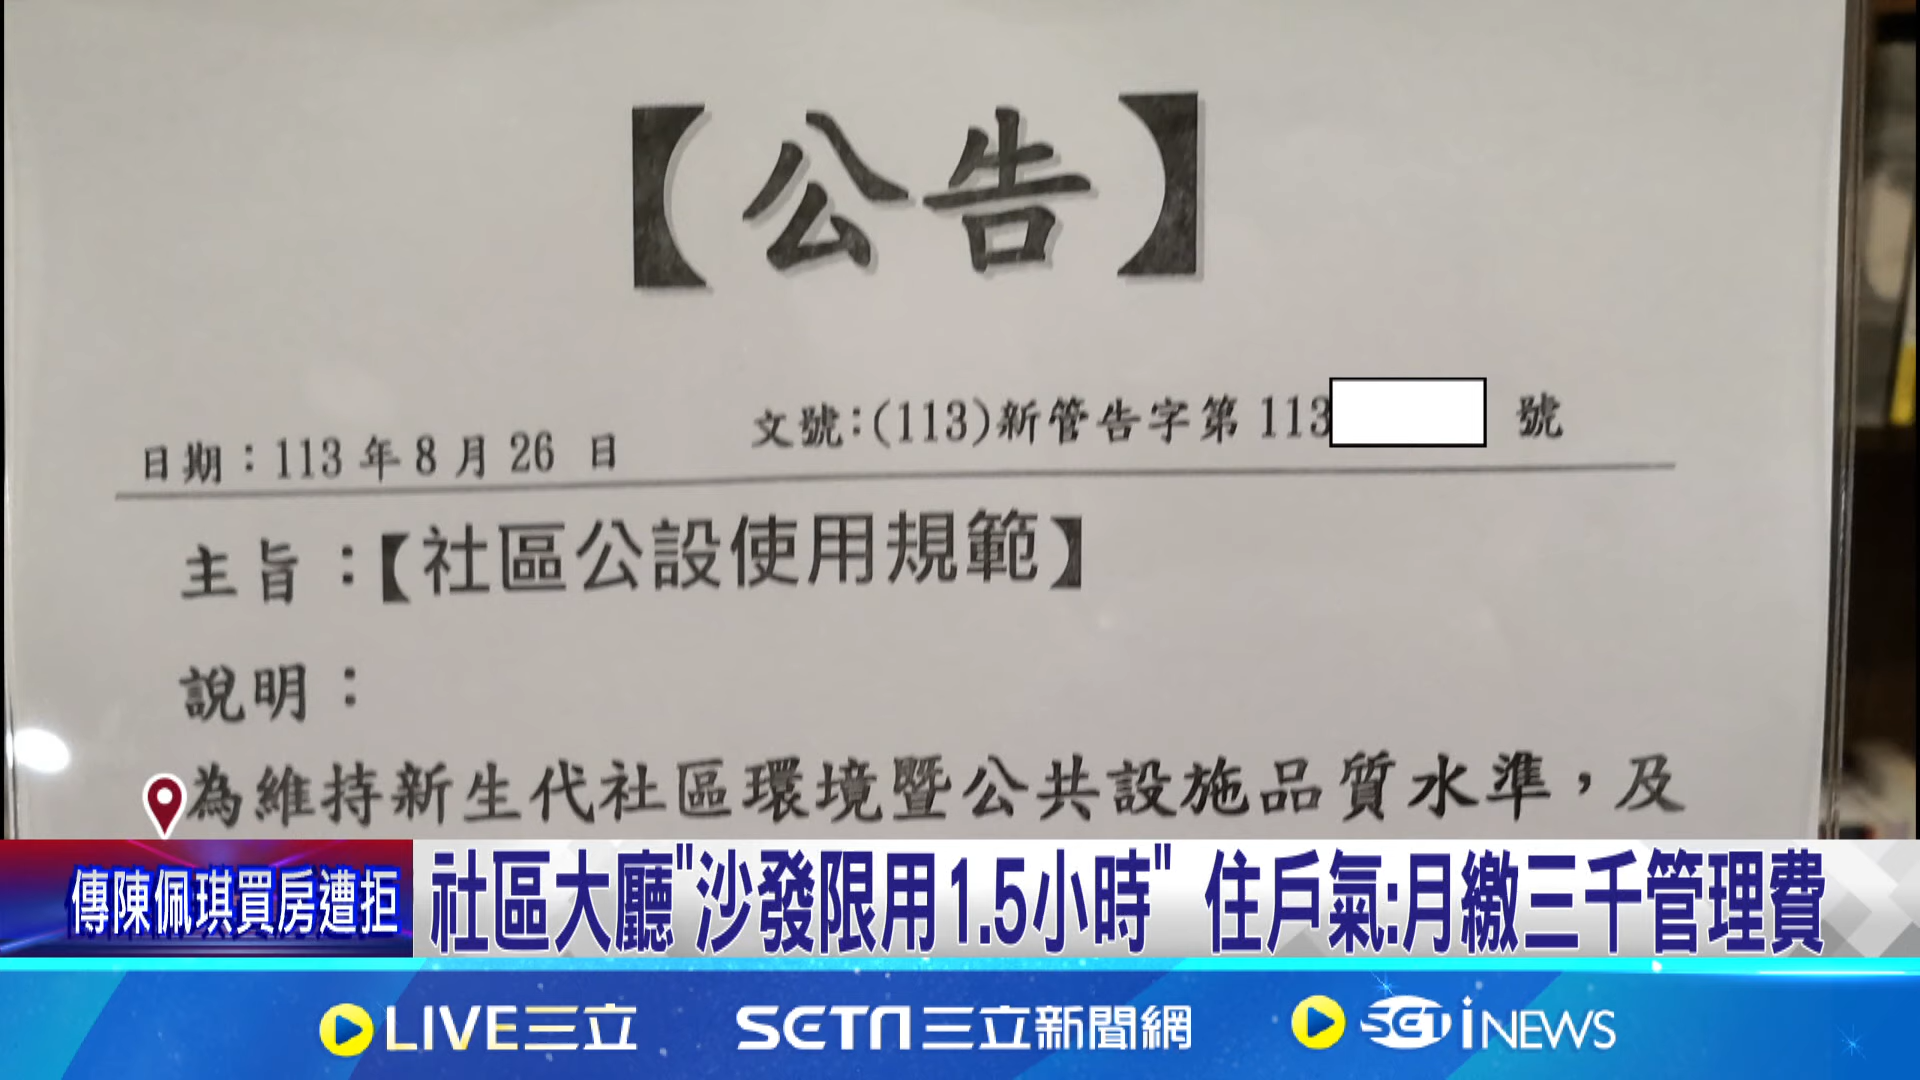 【公告】
日期：113年8月26 日
文號：(113)新管告字第113 號
主旨：【社區公設使用規範】
說明：
為維持新生代社區環境暨公共設施品質水準，及
傳陳佩琪買房遭拒
社區大廳"沙發限用1.5小時" 住戶氣:月繳三千管理費
LIVE三立
SETN三立新聞網
SET iNEWS